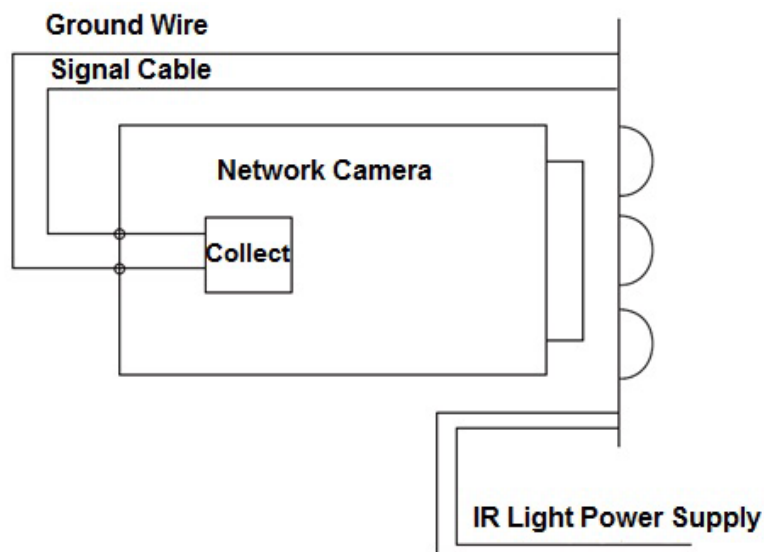 Ground Wire
Signal Cable
Network Camera
Collect
IR Light Power Supply